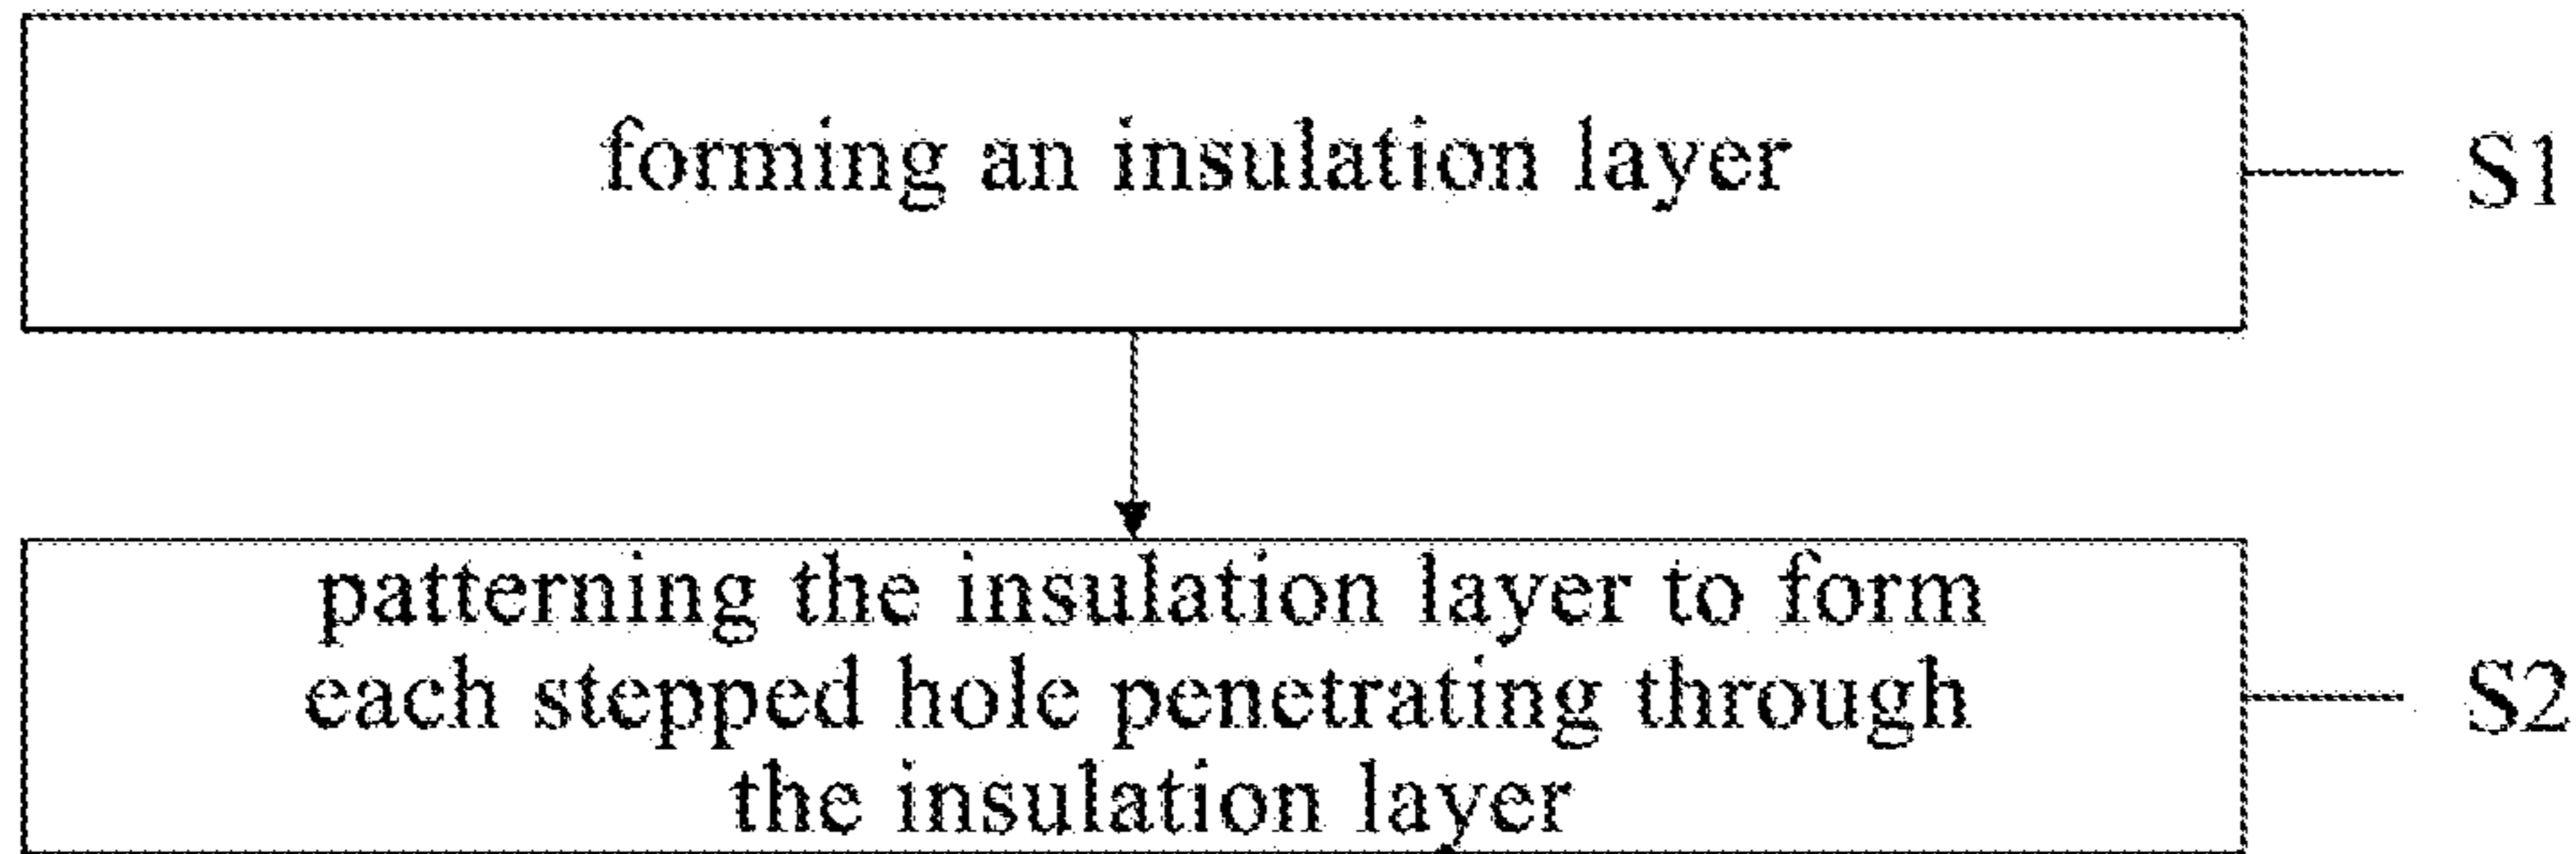 forming an insulation layer
S1
patterning the insulation layer to form
each stepped hole penetrating through
S2
the insulation layer